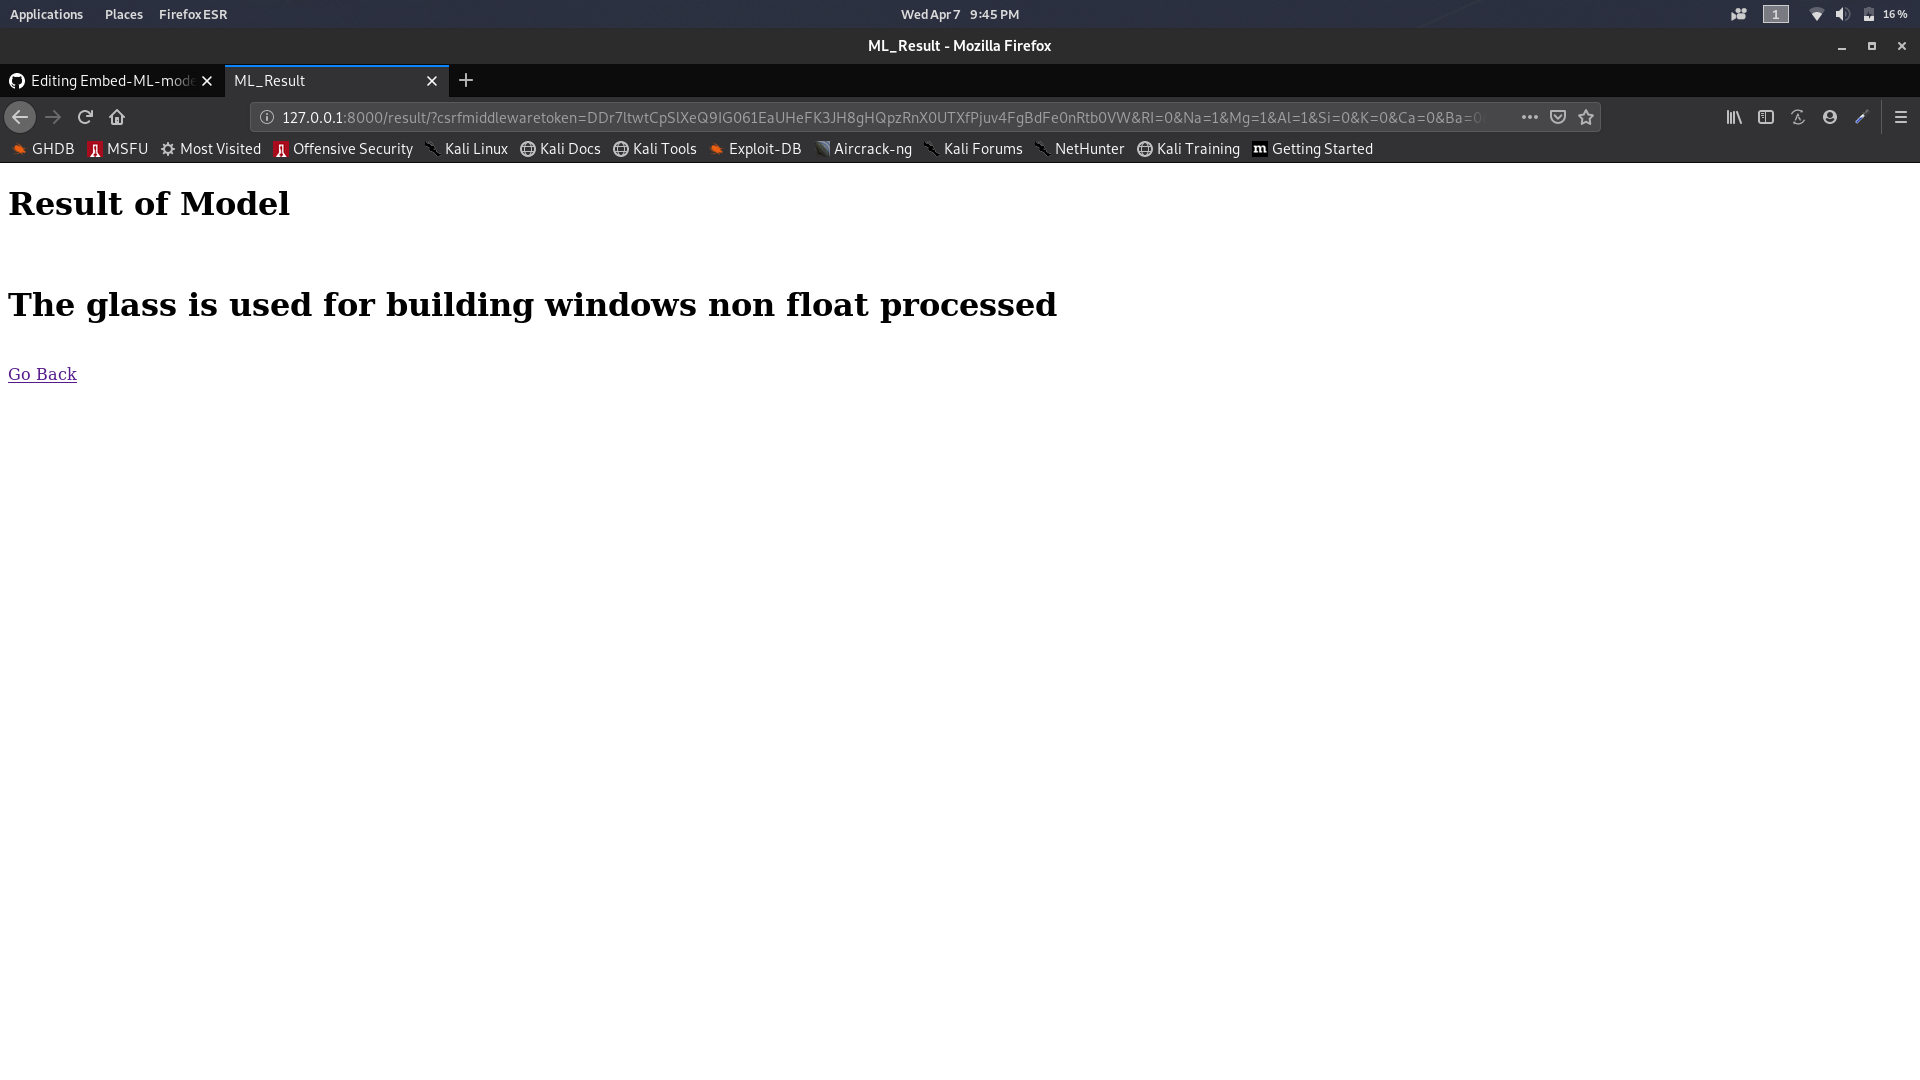 Applications Places Firefox ESR Wed Apr 7 9:45 PM 1 16 %
ML_Result - Mozilla Firefox
Editing Embed-ML-mode ML_Result
127.0.0.1:8000/result/?csrfmiddlewaretoken=DDr7ltwtCpSlXeQ9IG061EaUHeFK3JH8gHQpzRnX0UTXfPjuv4FgBdFe0nRtb0VW&RI=0&Na=1&Mg=1&Al=1&Si=0&K=0&Ca=0&Ba=0
GHDB MSFU Most Visited Offensive Security Kali Linux Kali Docs Kali Tools Exploit-DB Aircrack-ng Kali Forums NetHunter Kali Training m Getting Started
Result of Model
The glass is used for building windows non float processed
Go Back